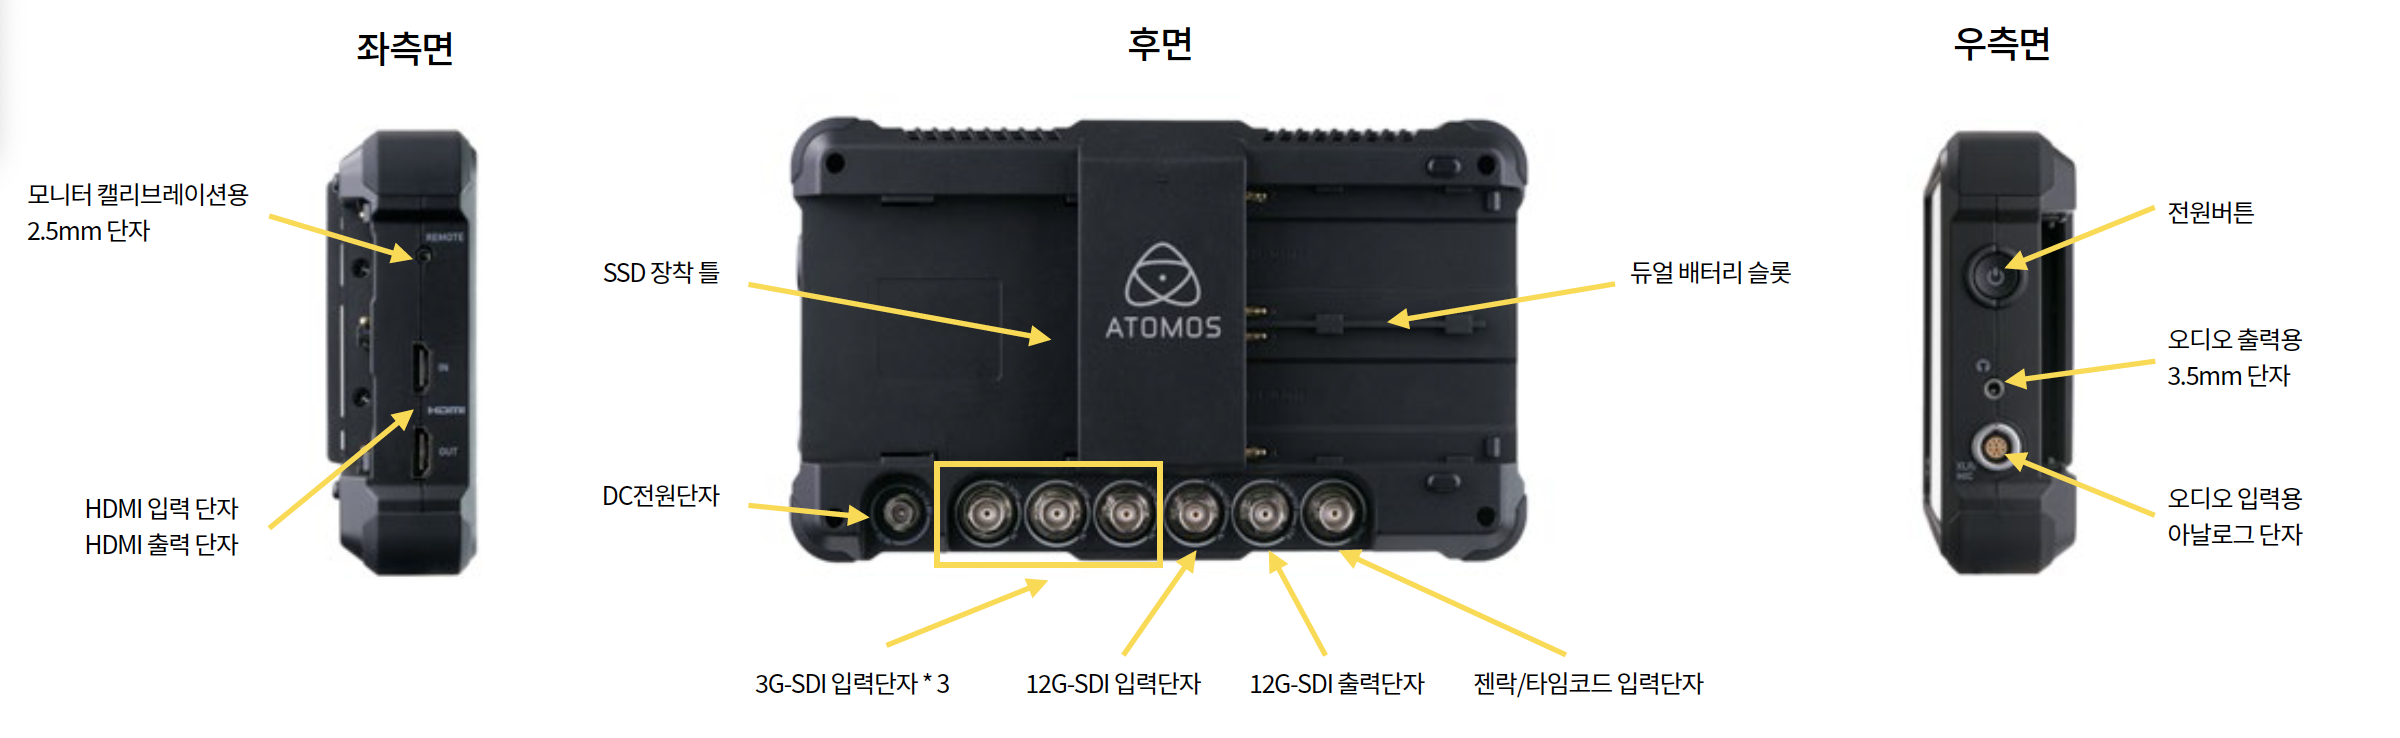 좌측면
후면
우측면
모니터 캘리브레이션용
2.5mm 단자
REMOTE
IN
HDMI
OUT
HDMI 입력 단자
HDMI 출력 단자
SSD 장착 틀
ATOMOS
듀얼 배터리 슬롯
DC전원단자
3G-SDI 입력단자 * 3
12G-SDI 입력단자
12G-SDI 출력단자
젠락/타임코드 입력단자
전원버튼
오디오 출력용
3.5mm 단자
오디오 입력용
아날로그 단자